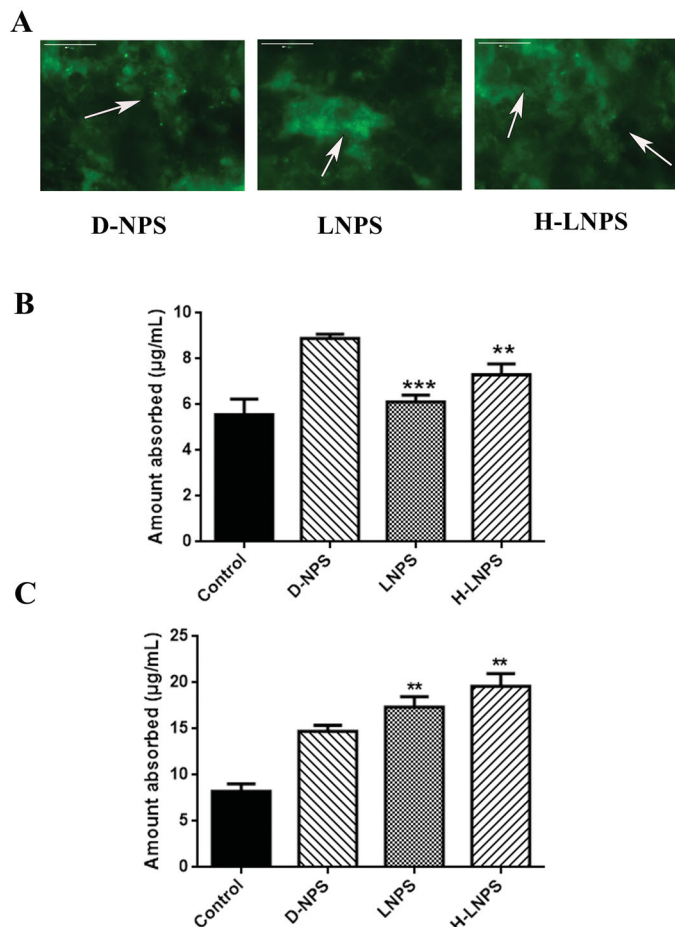 A
D-NPS LNPS H-LNPS
B
Amount absorbed (µg/mL)
10
8
6
4
2
0
***
**
Control D-NPS LNPS H-LNPS
C
Amount absorbed (µg/mL)
25
20
15
10
5
0
**
**
Control D-NPS LNPS H-LNPS